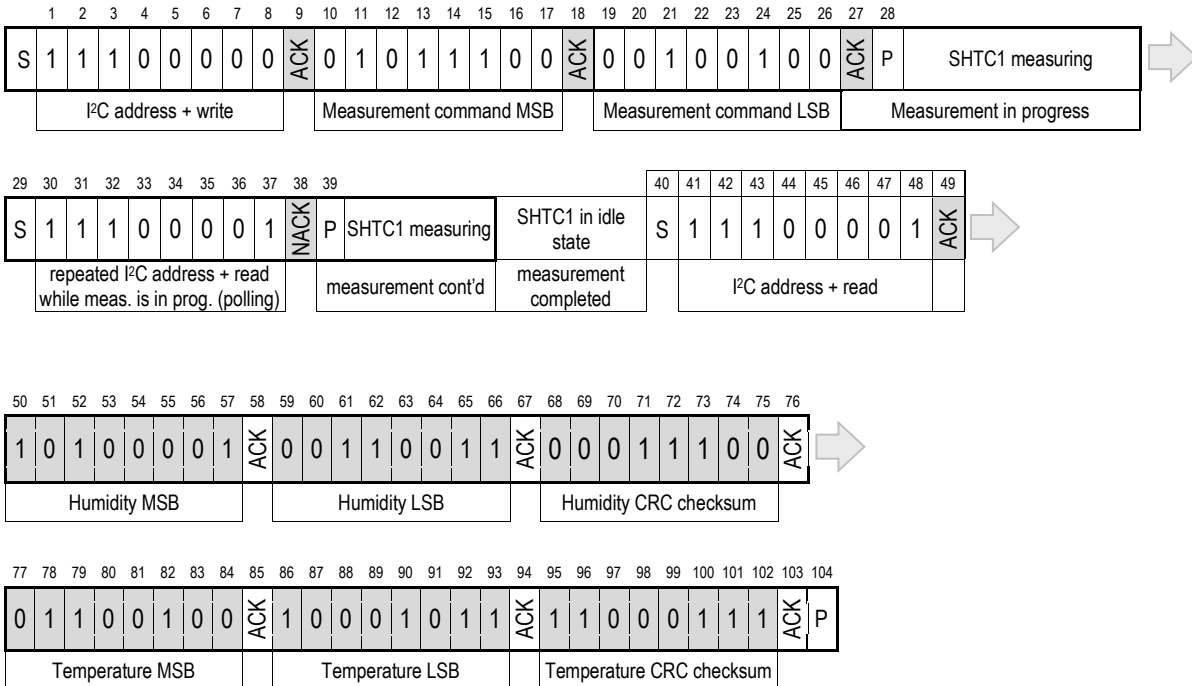 1 2 3 4 5 6 7 8 9 10 11 12 13 14 15 16 17 18 19 20 21 22 23 24 25 26 27 28
S 1 1 1 0 0 0 0 0 ACK 0 1 0 1 1 1 0 0 ACK 0 0 1 0 0 1 0 0 ACK P SHTC1 measuring
I²C address + write Measurement command MSB Measurement command LSB Measurement in progress
29 30 31 32 33 34 35 36 37 38 39 40 41 42 43 44 45 46 47 48 49
S 1 1 1 0 0 0 0 1 NACK P SHTC1 measuring SHTC1 in idle state S 1 1 1 0 0 0 0 1 ACK
repeated I²C address + read while meas. is in prog. (polling) measurement cont'd measurement completed I²C address + read
50 51 52 53 54 55 56 57 58 59 60 61 62 63 64 65 66 67 68 69 70 71 72 73 74 75 76
1 0 1 0 0 0 0 1 ACK 0 0 1 1 0 0 1 1 ACK 0 0 0 1 1 1 0 0 ACK
Humidity MSB Humidity LSB Humidity CRC checksum
77 78 79 80 81 82 83 84 85 86 87 88 89 90 91 92 93 94 95 96 97 98 99 100 101 102 103 104
0 1 1 0 0 1 0 0 ACK 1 0 0 0 1 0 1 1 ACK 1 1 0 0 0 1 1 1 ACK P
Temperature MSB Temperature LSB Temperature CRC checksum